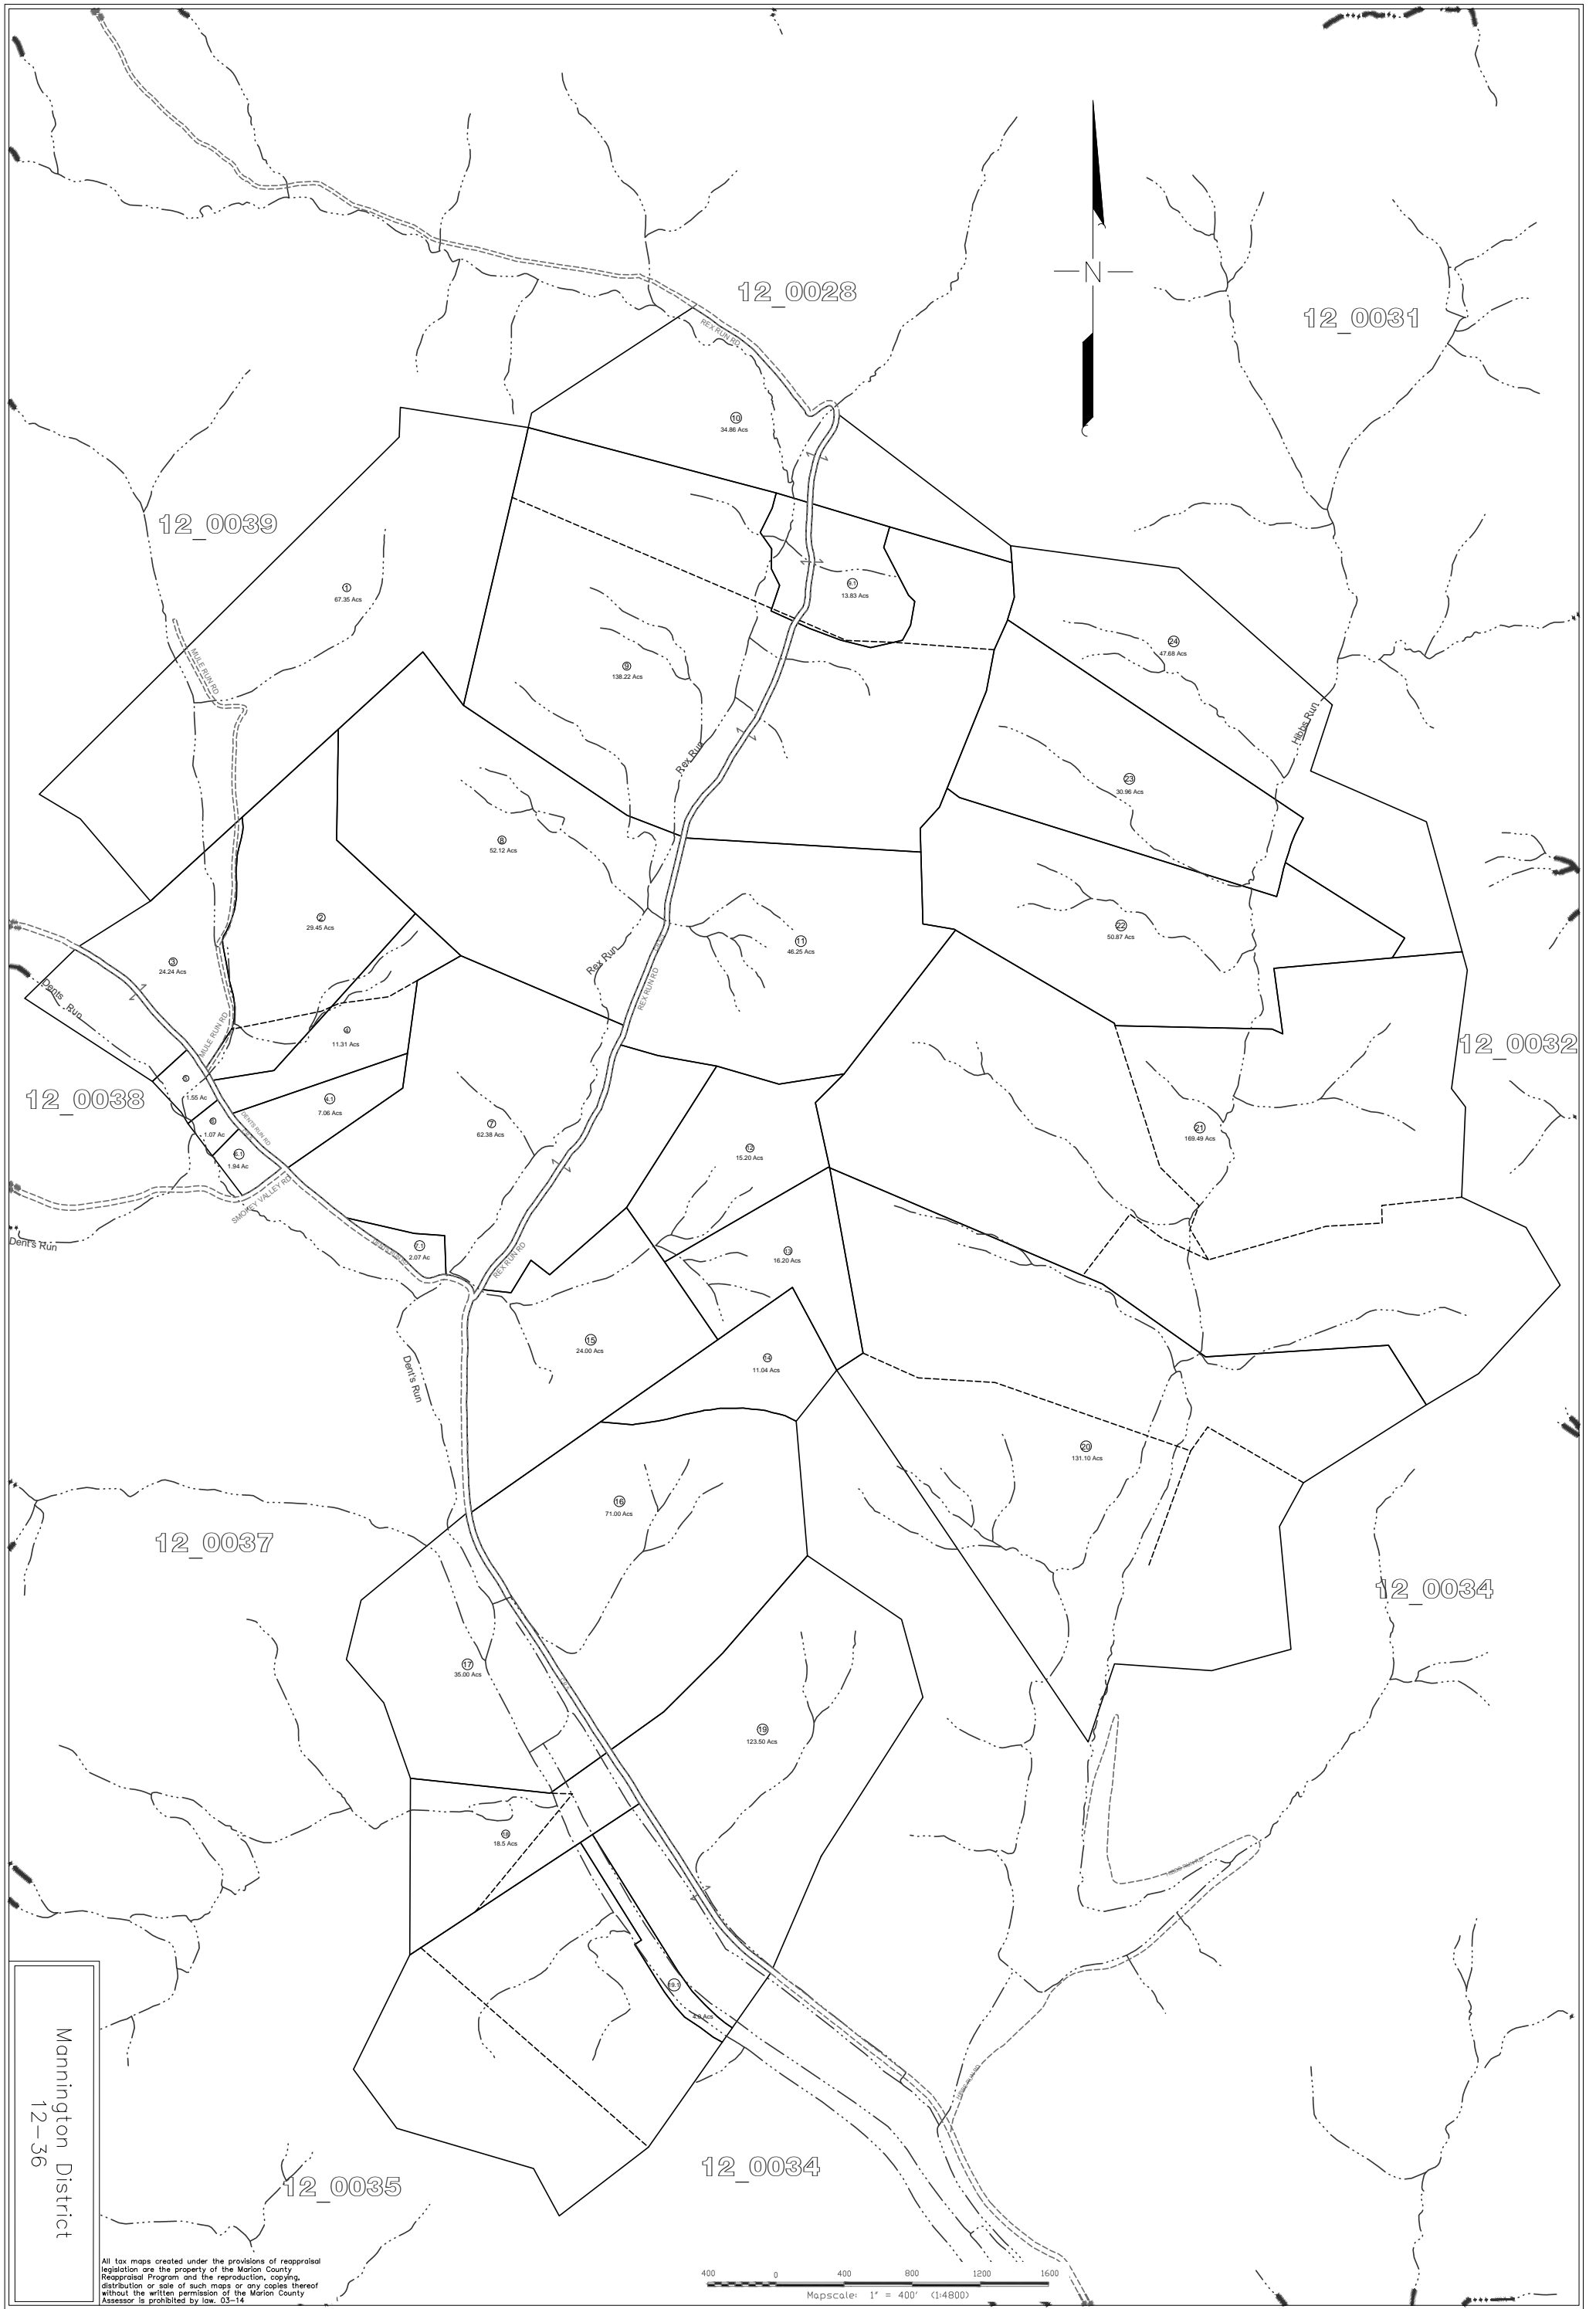 12_0028
N
12_0031
REX RUN RD
10
34.86 Acs
12_0039
1
67.35 Acs
9.1
13.83 Acs
24
47.68 Acs
MULE RUN RD
9
138.22 Acs
Hibbs Run
Rex Run
23
30.96 Acs
8
52.12 Acs
2
29.45 Acs
22
50.87 Acs
11
46.25 Acs
3
24.24 Acs
Rex Run
REX RUN RD
Dents Run
MULE RUN RD
4
11.31 Acs
12_0032
12_0038
5
1.55 Ac
4.1
7.06 Acs
6
1.07 Ac
DENTS RUN RD
7
62.38 Acs
21
169.49 Acs
6.1
1.94 Ac
12
15.20 Acs
SMOKEY VALLEY RD
Dent's Run
7.1
2.07 Ac
REX RUN RD
13
16.20 Acs
15
24.00 Acs
14
11.04 Acs
Dent's Run
20
131.10 Acs
16
71.00 Acs
12_0037
12_0034
17
35.00 Acs
19
123.50 Acs
18
18.5 Acs
19.1
4.8 Acs
Mannington District
12-36
12_0035
12_0034
All tax maps created under the provisions of reappraisal
legislation are the property of the Marion County
Reappraisal Program and the reproduction, copying,
distribution or sale of such maps or any copies thereof
without the written permission of the Marion County
Assessor is prohibited by law. 03-14
400 0 400 800 1200 1600
Mapscale: 1" = 400' (1:4800)